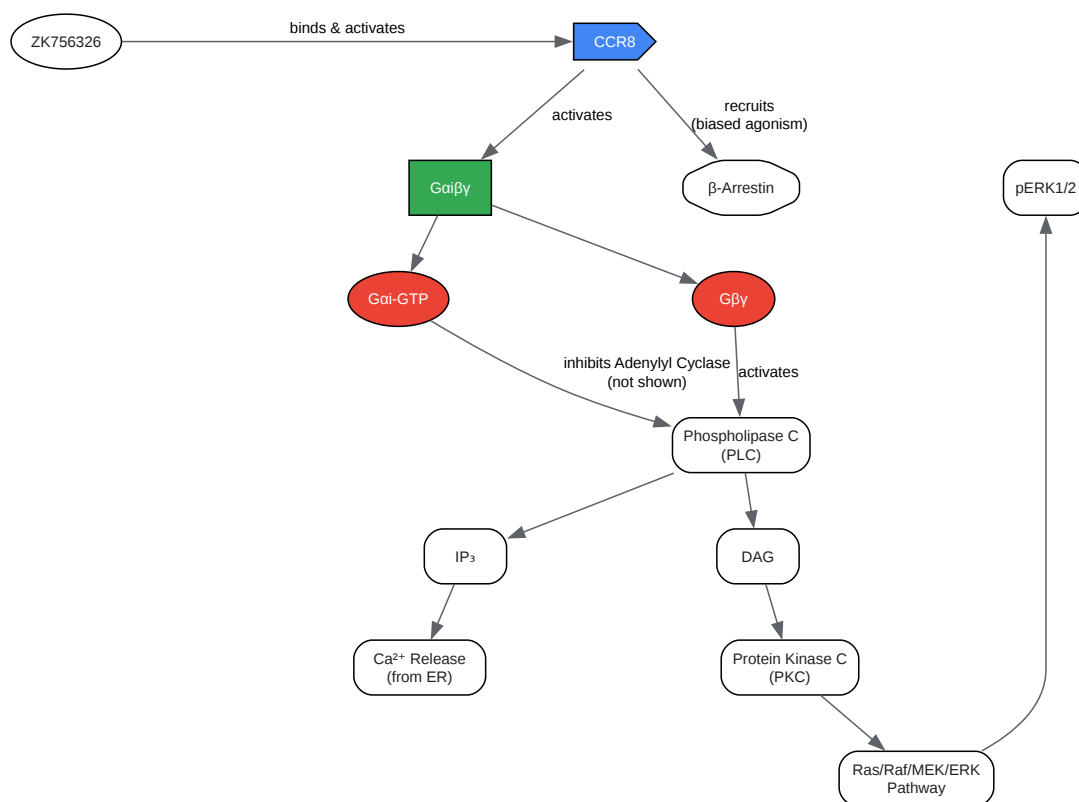 binds & activates
ZK756326
CCR8
recruits
(biased agonism)
activates
Gαiβγ
β-Arrestin
pERK1/2
Gαi-GTP
Gβγ
inhibits Adenylyl Cyclase
(not shown)
activates
Phospholipase C
(PLC)
IP₃
DAG
Ca²⁺ Release
(from ER)
Protein Kinase C
(PKC)
Ras/Raf/MEK/ERK
Pathway